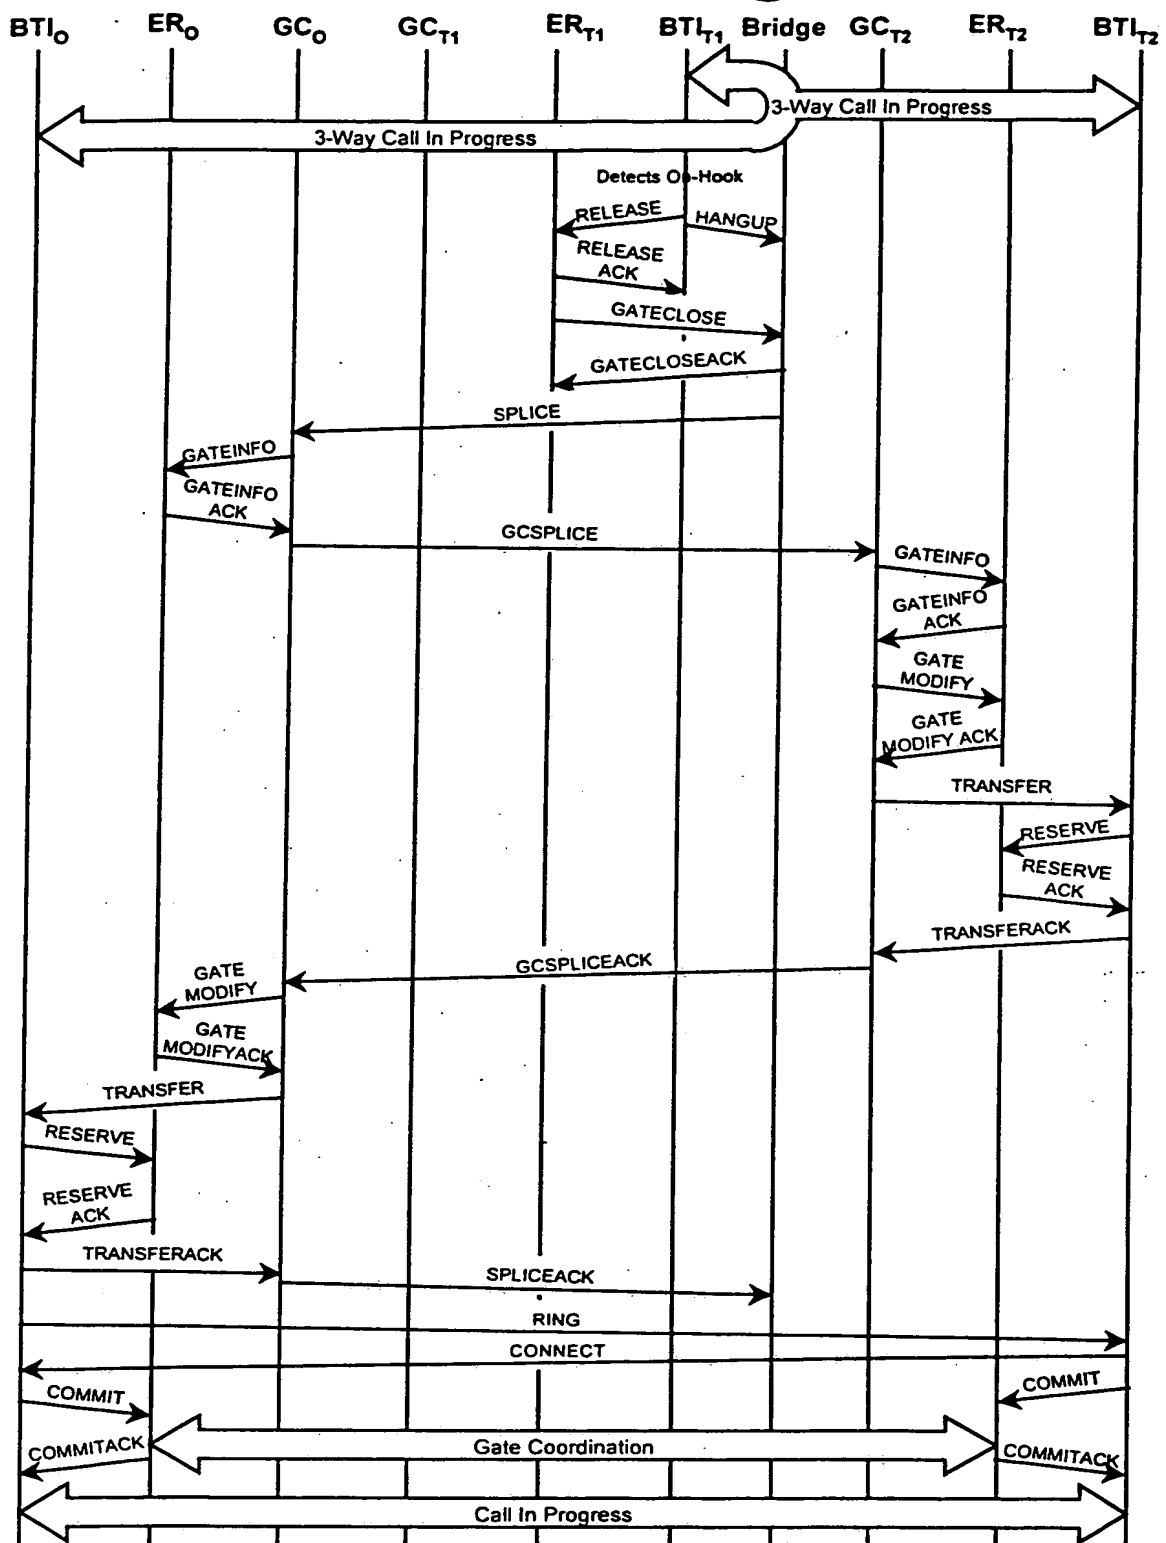 BTIO ERO GCO GCT1 ERT1 BTIT1 Bridge GCT2 ERT2 BTIT2
3-Way Call In Progress
3-Way Call In Progress
Detects On-Hook
RELEASE
HANGUP
RELEASE
ACK
GATECLOSE
GATECLOSEACK
SPLICE
GATEINFO
GATEINFO
ACK
GCSPLICE
GATEINFO
GATEINFO
ACK
GATE
MODIFY
GATE
MODIFY ACK
TRANSFER
RESERVE
RESERVE
ACK
TRANSFERACK
GCSPLICEACK
GATE
MODIFY
GATE
MODIFYACK
TRANSFER
RESERVE
RESERVE
ACK
TRANSFERACK
SPLICEACK
RING
CONNECT
COMMIT
COMMIT
Gate Coordination
COMMITACK
COMMITACK
Call In Progress